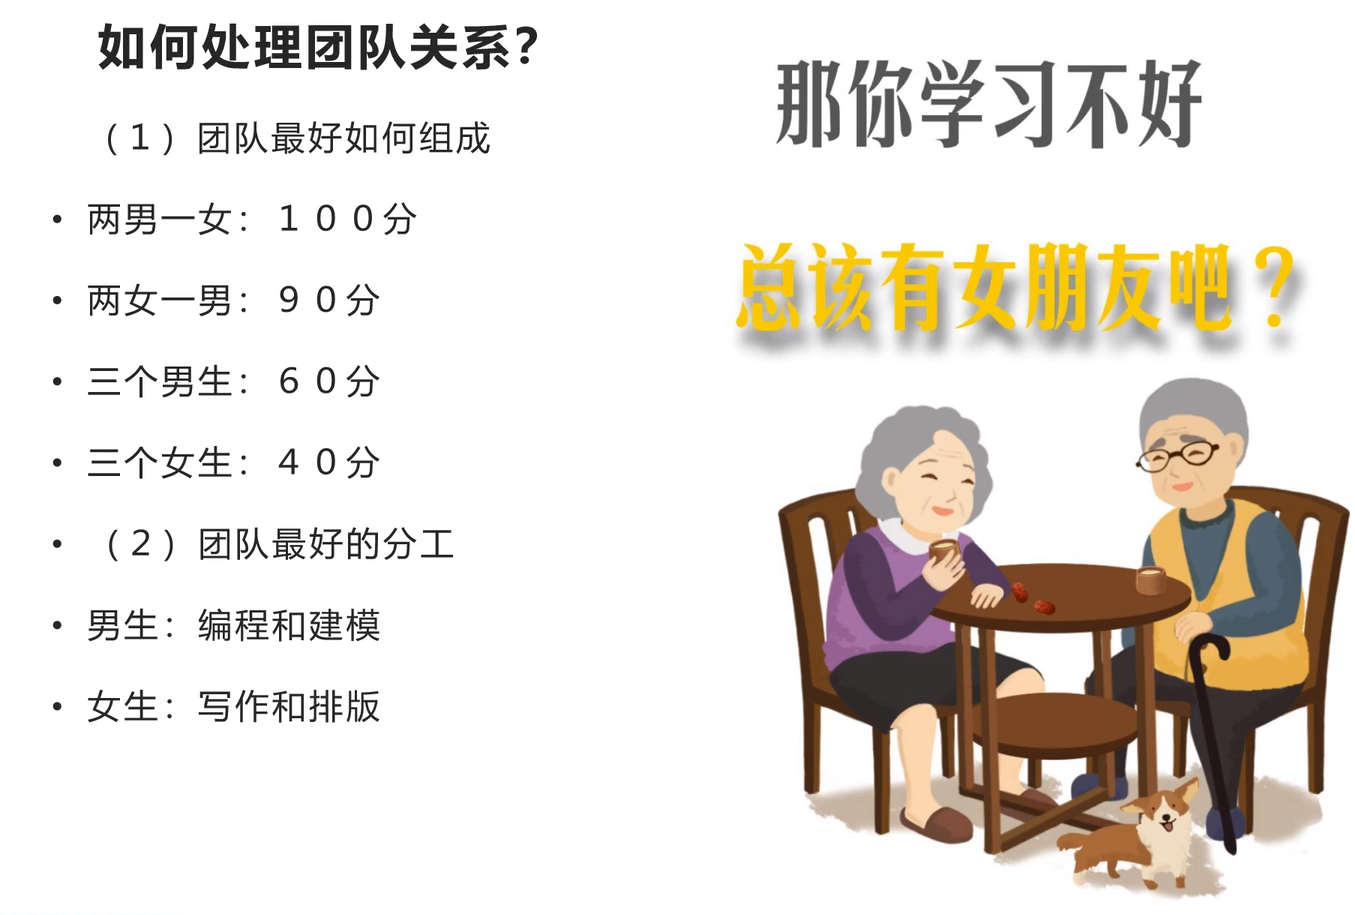 如何处理团队关系？
（1）团队最好如何组成
• 两男一女：１００分
• 两女一男：９０分
• 三个男生：６０分
• 三个女生：４０分
• （2）团队最好的分工
• 男生：编程和建模
• 女生：写作和排版
那你学习不好
总该有女朋友吧？